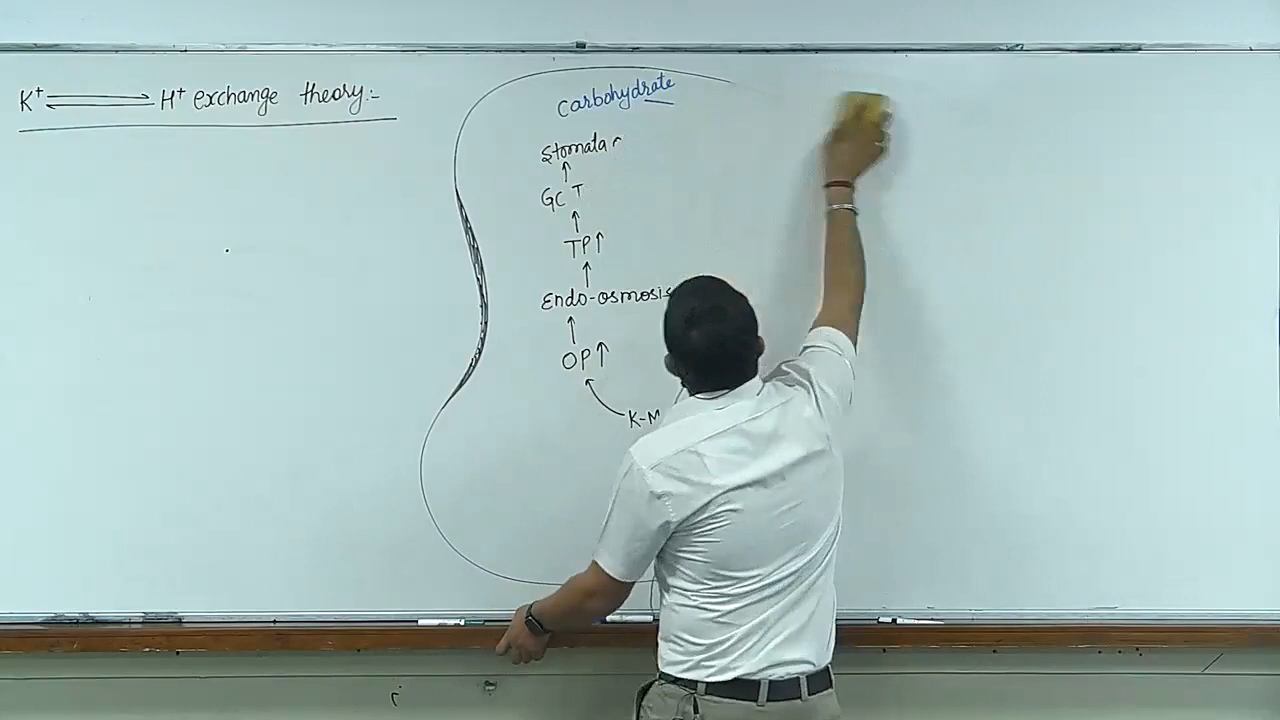 K⁺ ⇌ H⁺ exchange theory:-
Carbohydrate
Stomata
GC T
↑
TP↑
↑
Endo-osmosis
↑
OP↑
K-M